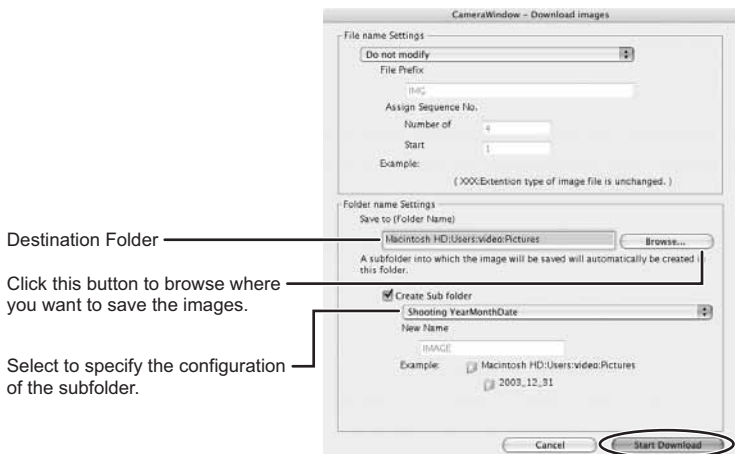 CameraWindow – Download images
File name Settings
Do not modify
File Prefix
IMG
Assign Sequence No.
Number of
4
Start
1
Example:
( XXX:Extention type of image file is unchanged. )
Folder name Settings
Save to (Folder Name)
Destination Folder
Macintosh HD:Users:video:Pictures
Browse...
A subfolder into which the image will be saved will automatically be created i
this folder.
Click this button to browse where
you want to save the images.
Create Sub folder
Shooting YearMonthDate
New Name
IMAGE
Select to specify the configuration
of the subfolder.
Example:
Macintosh HD:Users:video:Pictures
2003_12_31
Cancel
Start Download